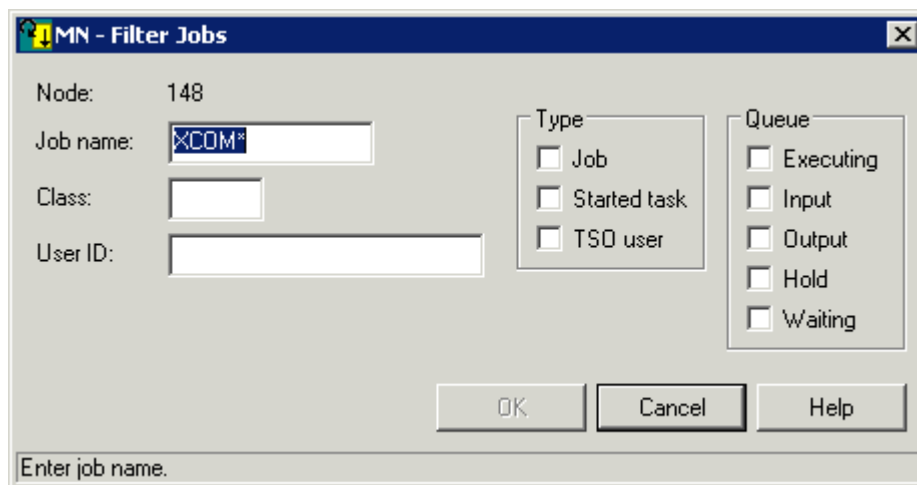 MN - Filter Jobs
Node: 148
Job name: XCOM*
Class:
User ID:
Type
Job
Started task
TSO user
Queue
Executing
Input
Output
Hold
Waiting
OK Cancel Help
Enter job name.